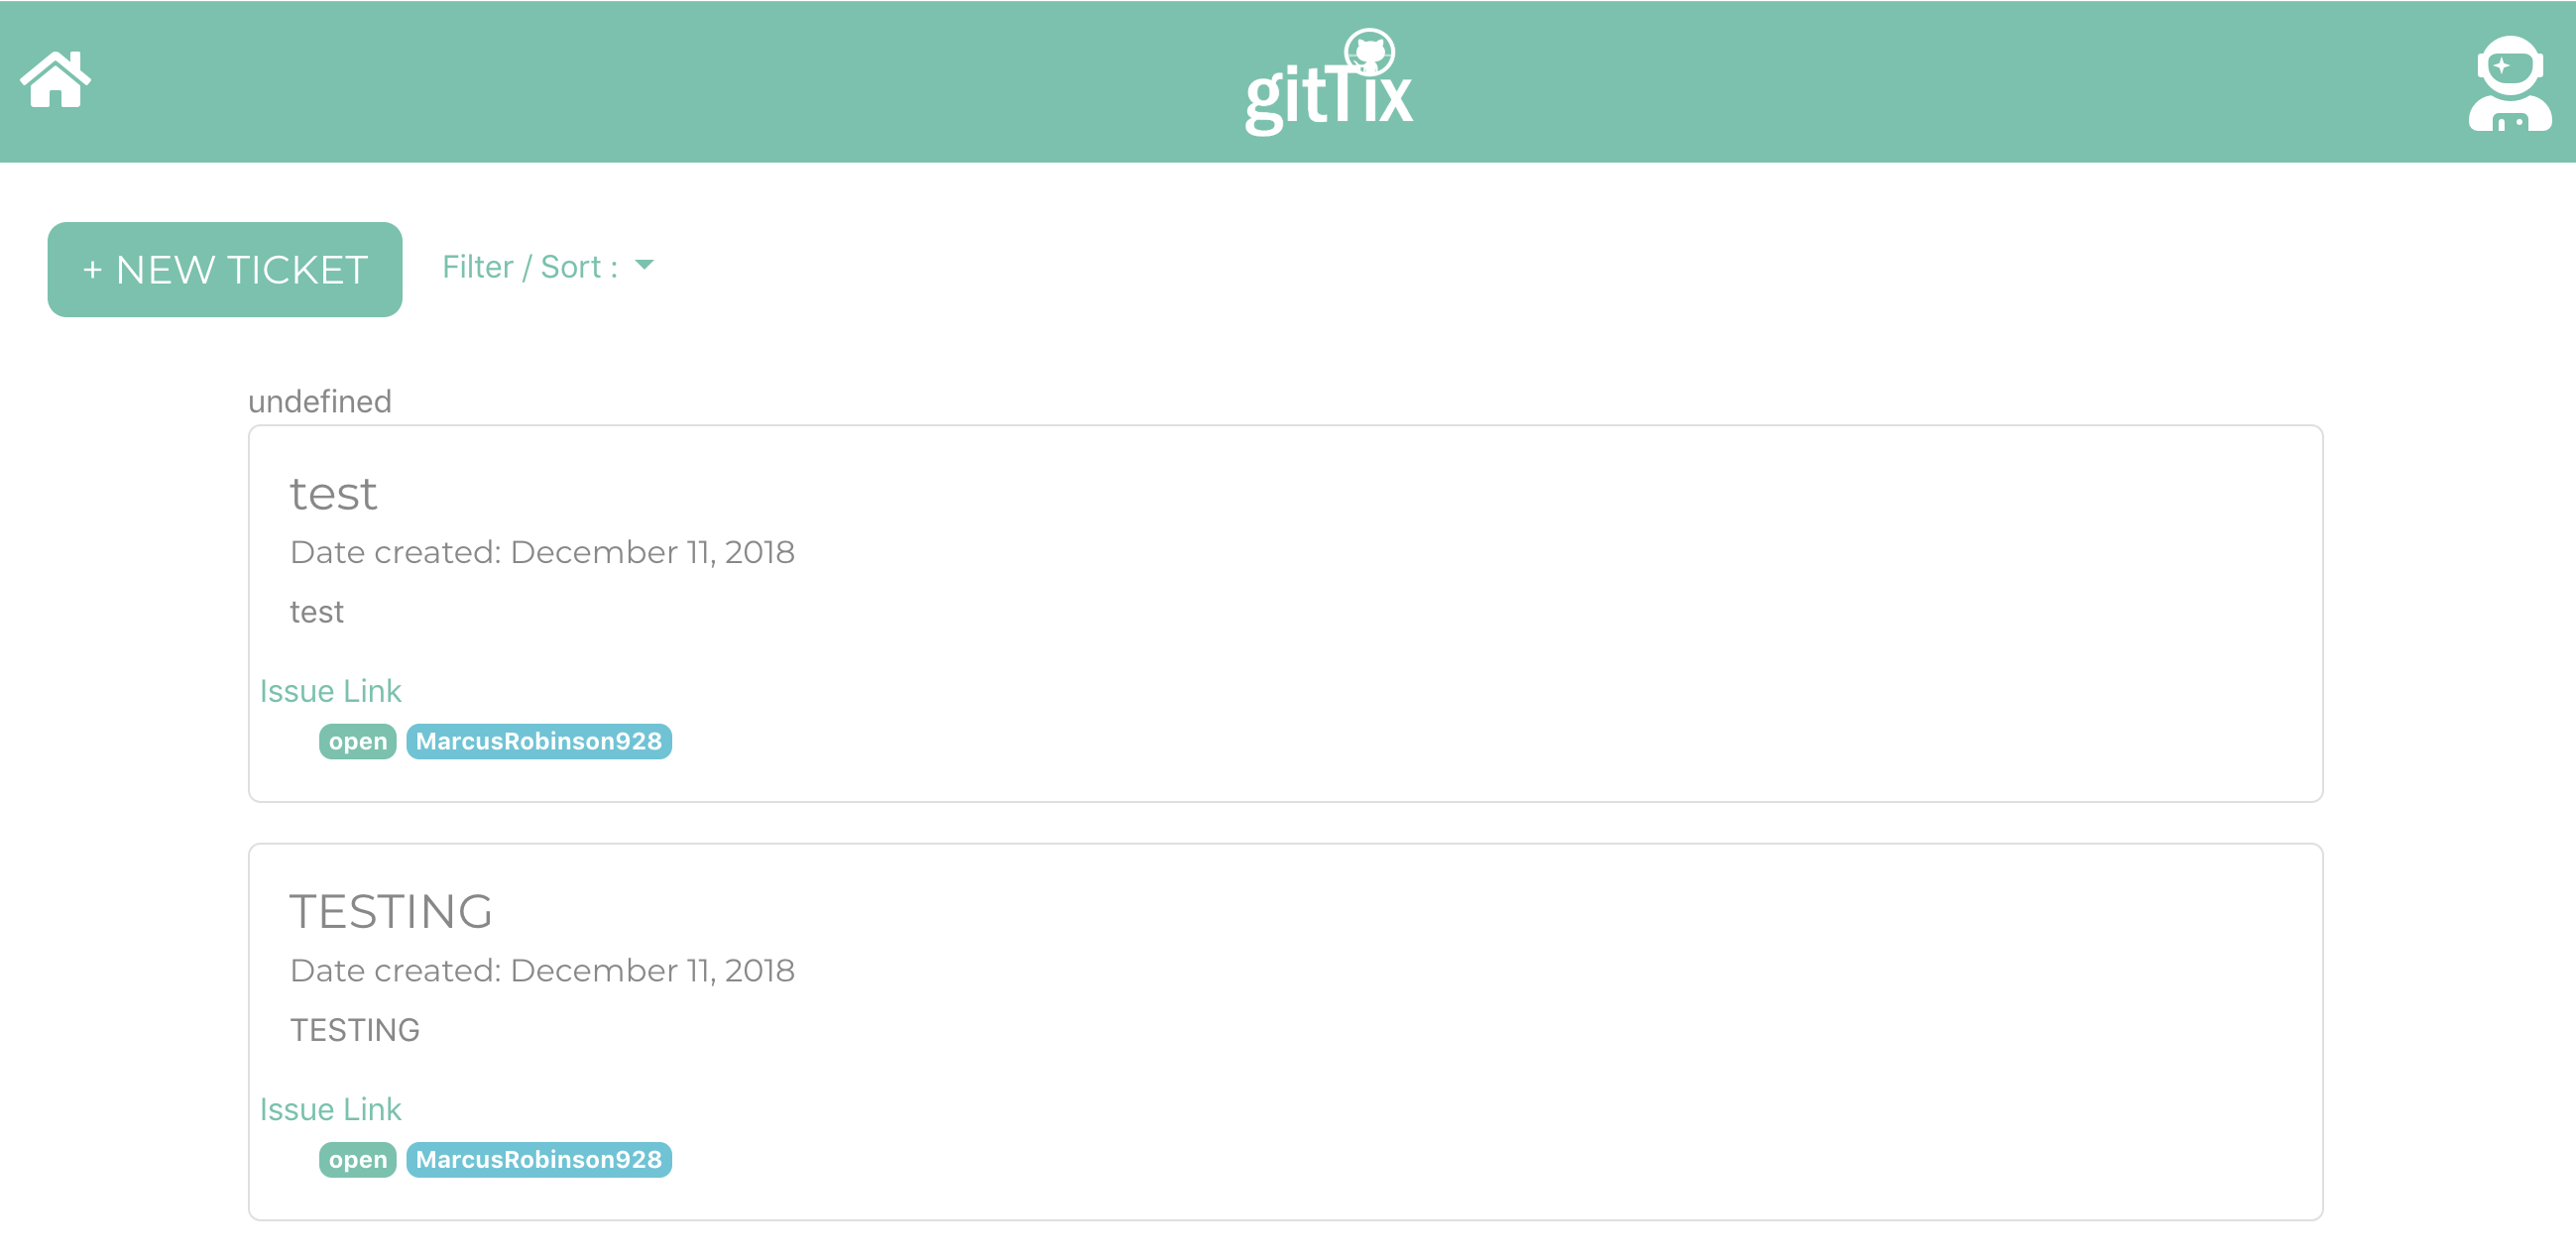 gitTix
+ NEW TICKET
Filter / Sort :
undefined
test
Date created: December 11, 2018
test
Issue Link
open MarcusRobinson928
TESTING
Date created: December 11, 2018
TESTING
Issue Link
open MarcusRobinson928